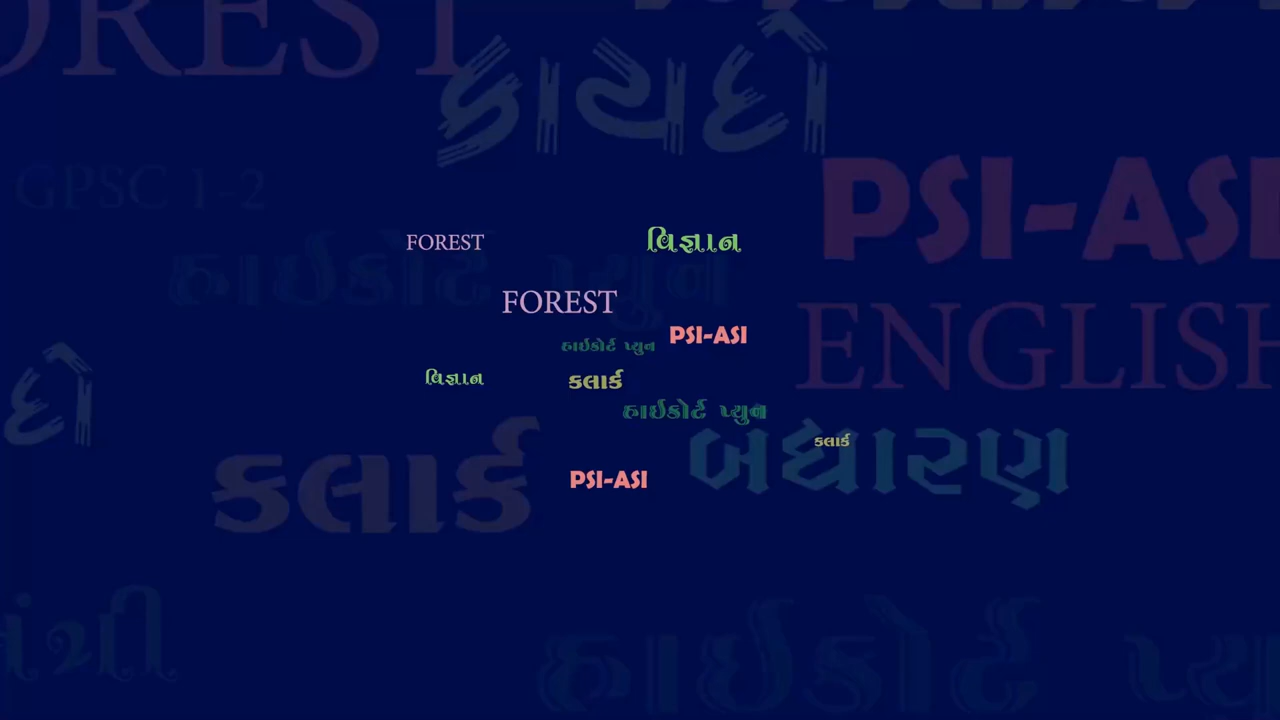 FOREST
કાયદો
GPSC 1-2
PSI-ASI
FOREST
વિજ્ઞાન
હાઈકોર્ટ પ્યુન
FOREST
ENGLISH
PSI-ASI
હાઈકોર્ટ પ્યુન
વિજ્ઞાન
કલાર્ક
હાઈકોર્ટ પ્યુન
કલાર્ક
કલાર્ક
બંધારણ
PSI-ASI
હાઈકોર્ટ